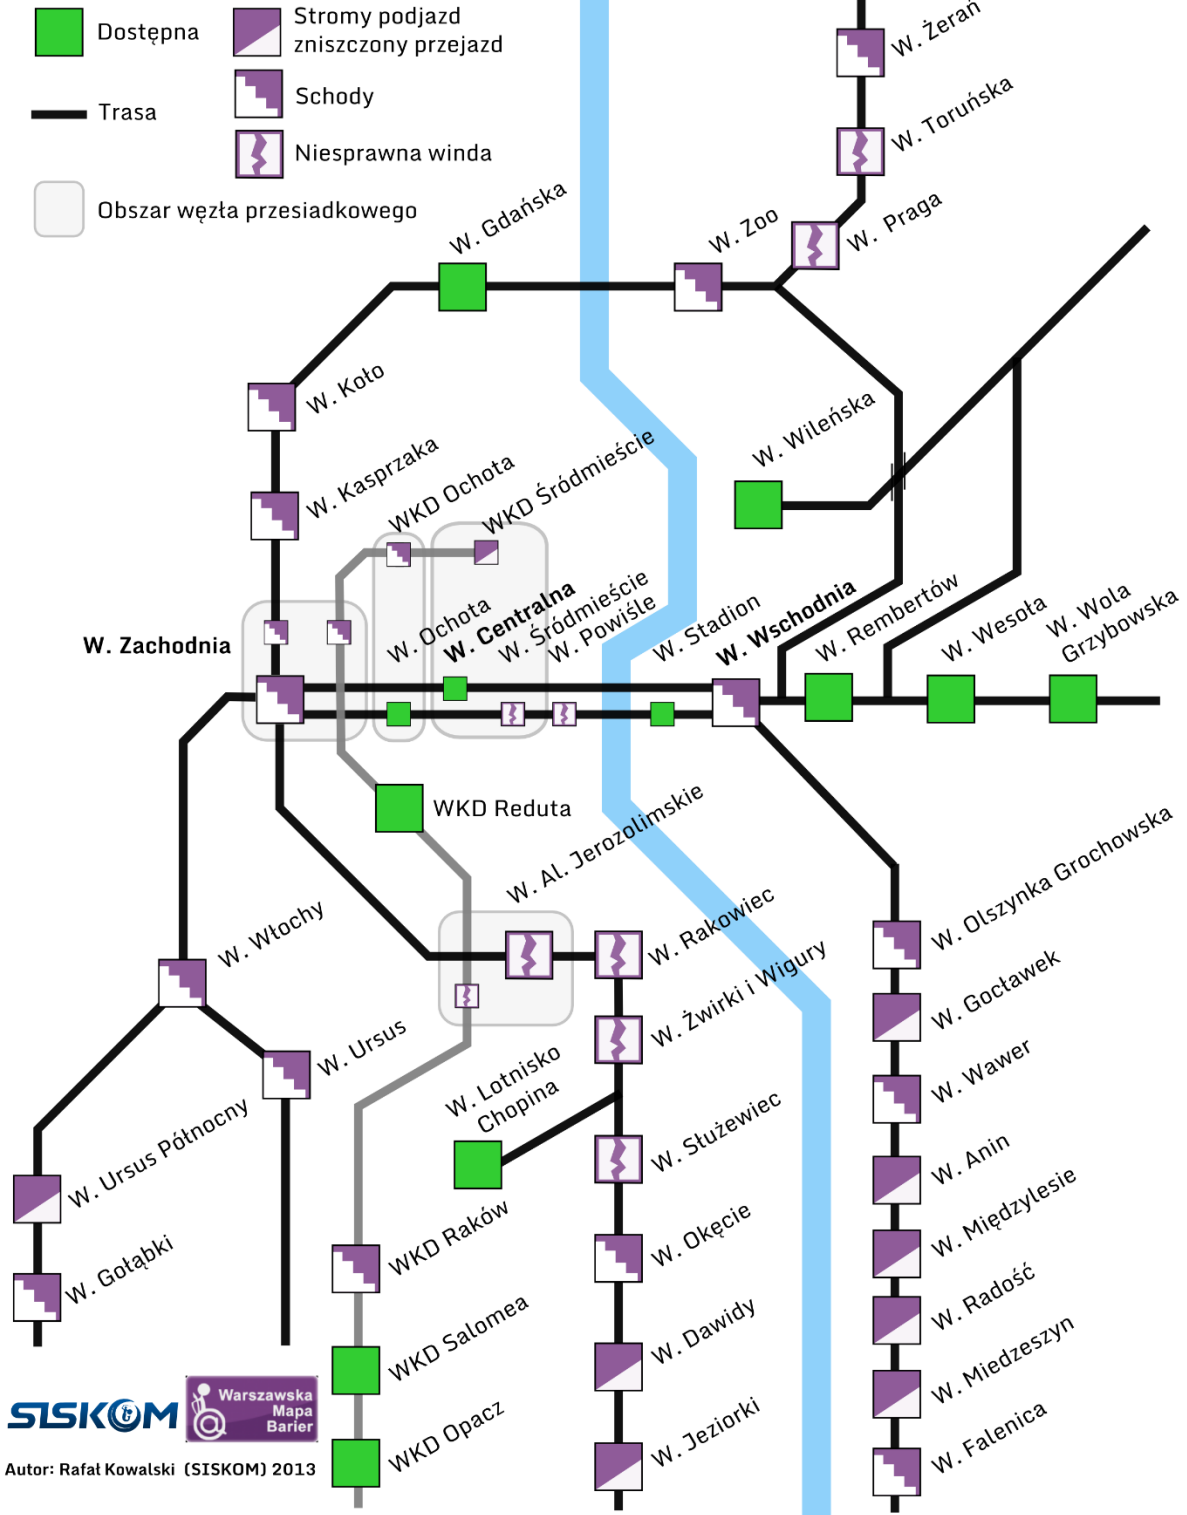 Dostępna
Stromy podjazd
zniszczony przejazd
Trasa
Schody
Niesprawna winda
Obszar węzła przesiadkowego
W. Żerań
W. Toruńska
W. Praga
W. Zoo
W. Gdańska
W. Koło
W. Kasprzaka
WKD Ochota
WKD Śródmieście
W. Wileńska
W. Zachodnia
W. Ochota
W. Centralna
W. Śródmieście
W. Powiśle
W. Stadion
W. Wschodnia
W. Rembertów
W. Wesoła
W. Wola
Grzybowska
WKD Reduta
W. Al. Jerozolimskie
W. Rakowiec
W. Żwirki i Wigury
W. Włochy
W. Ursus
W. Ursus Północny
W. Gołąbki
W. Lotnisko
Chopina
W. Służewiec
W. Okęcie
W. Dawidy
W. Jeziorki
WKD Raków
WKD Salomea
WKD Opacz
W. Olszynka Grochowska
W. Gocławek
W. Wawer
W. Anin
W. Międzylesie
W. Radość
W. Miedzeszyn
W. Falenica
SISKOM
Warszawska
Mapa
Barier
Autor: Rafał Kowalski (SISKOM) 2013